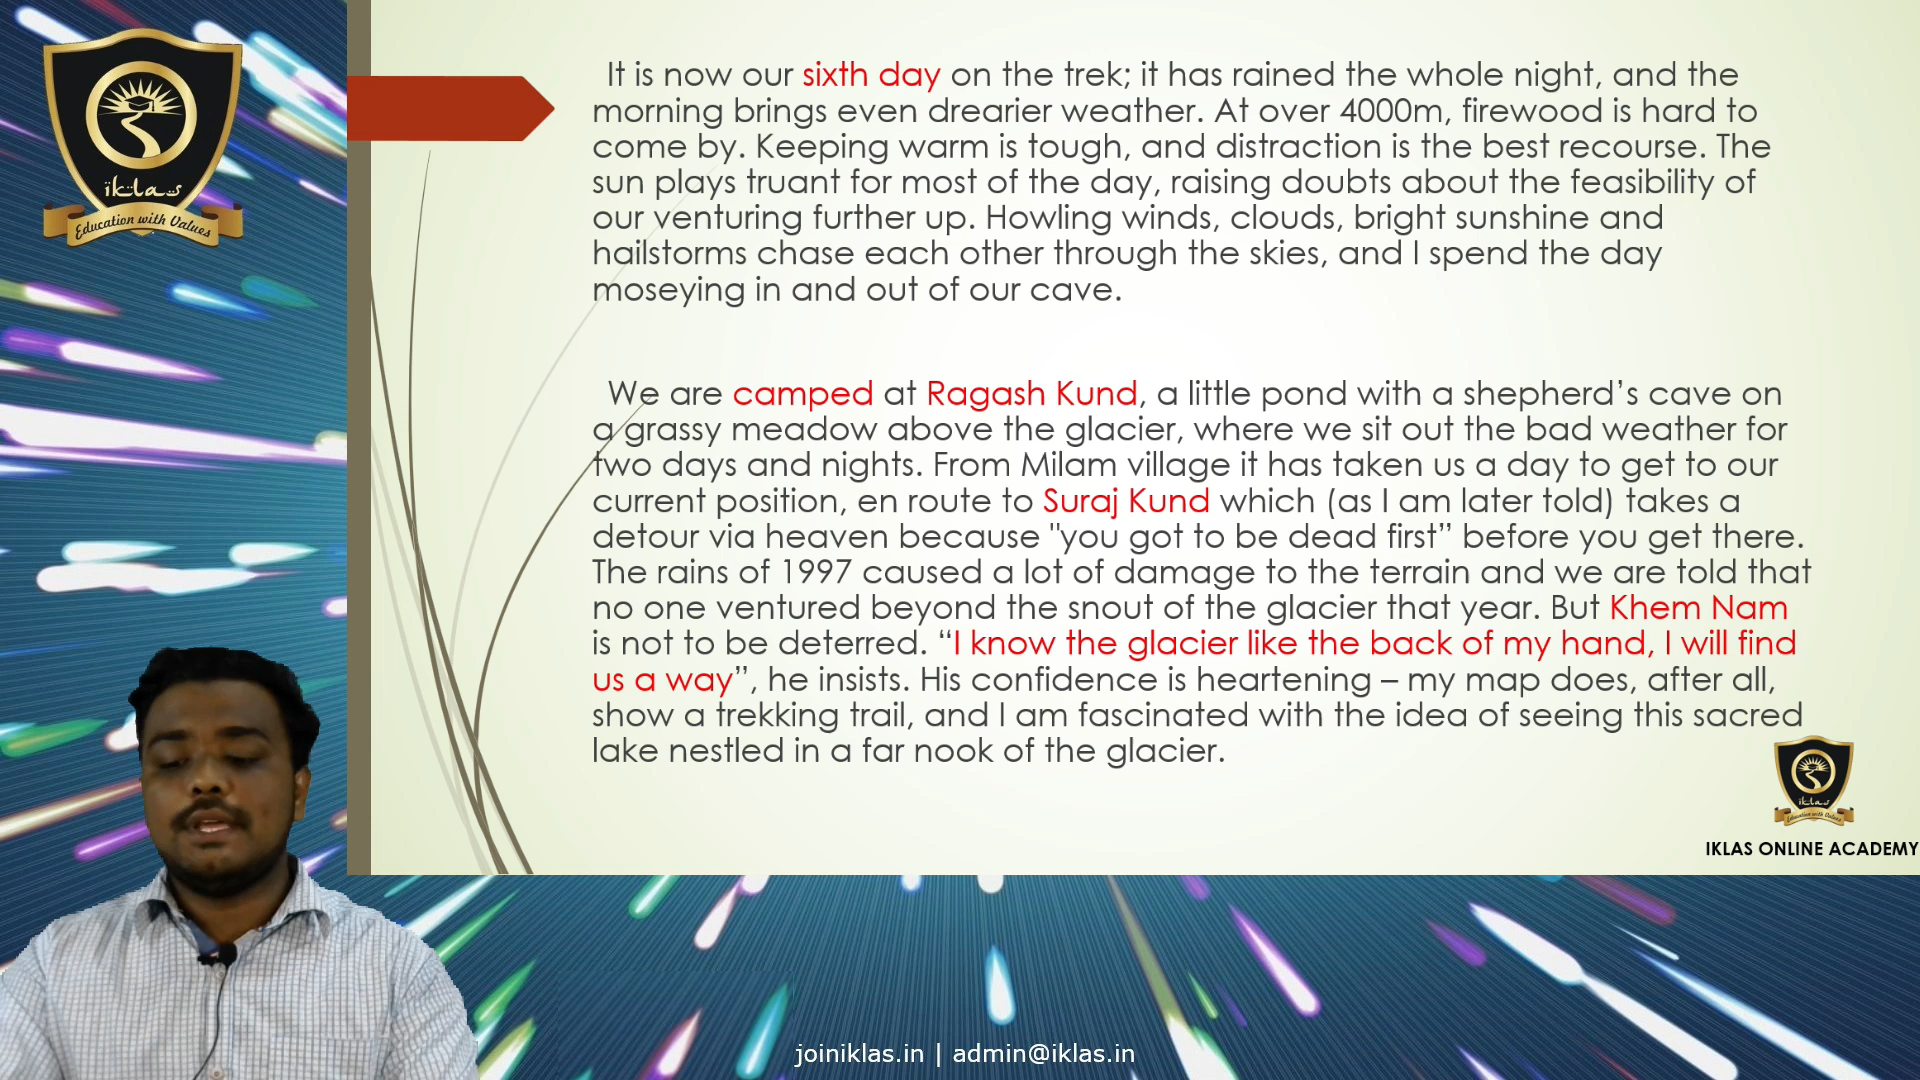 iklas
Education with Values
It is now our sixth day on the trek; it has rained the whole night, and the
morning brings even drearier weather. At over 4000m, firewood is hard to
come by. Keeping warm is tough, and distraction is the best recourse. The
sun plays truant for most of the day, raising doubts about the feasibility of
our venturing further up. Howling winds, clouds, bright sunshine and
hailstorms chase each other through the skies, and I spend the day
moseying in and out of our cave.
We are camped at Ragash Kund, a little pond with a shepherd’s cave on
a grassy meadow above the glacier, where we sit out the bad weather for
two days and nights. From Milam village it has taken us a day to get to our
current position, en route to Suraj Kund which (as I am later told) takes a
detour via heaven because "you got to be dead first” before you get there.
The rains of 1997 caused a lot of damage to the terrain and we are told that
no one ventured beyond the snout of the glacier that year. But Khem Nam
is not to be deterred. “I know the glacier like the back of my hand, I will find
us a way”, he insists. His confidence is heartening – my map does, after all,
show a trekking trail, and I am fascinated with the idea of seeing this sacred
lake nestled in a far nook of the glacier.
iklas
Education with Values
IKLAS ONLINE ACADEMY
joiniklas.in | admin@iklas.in